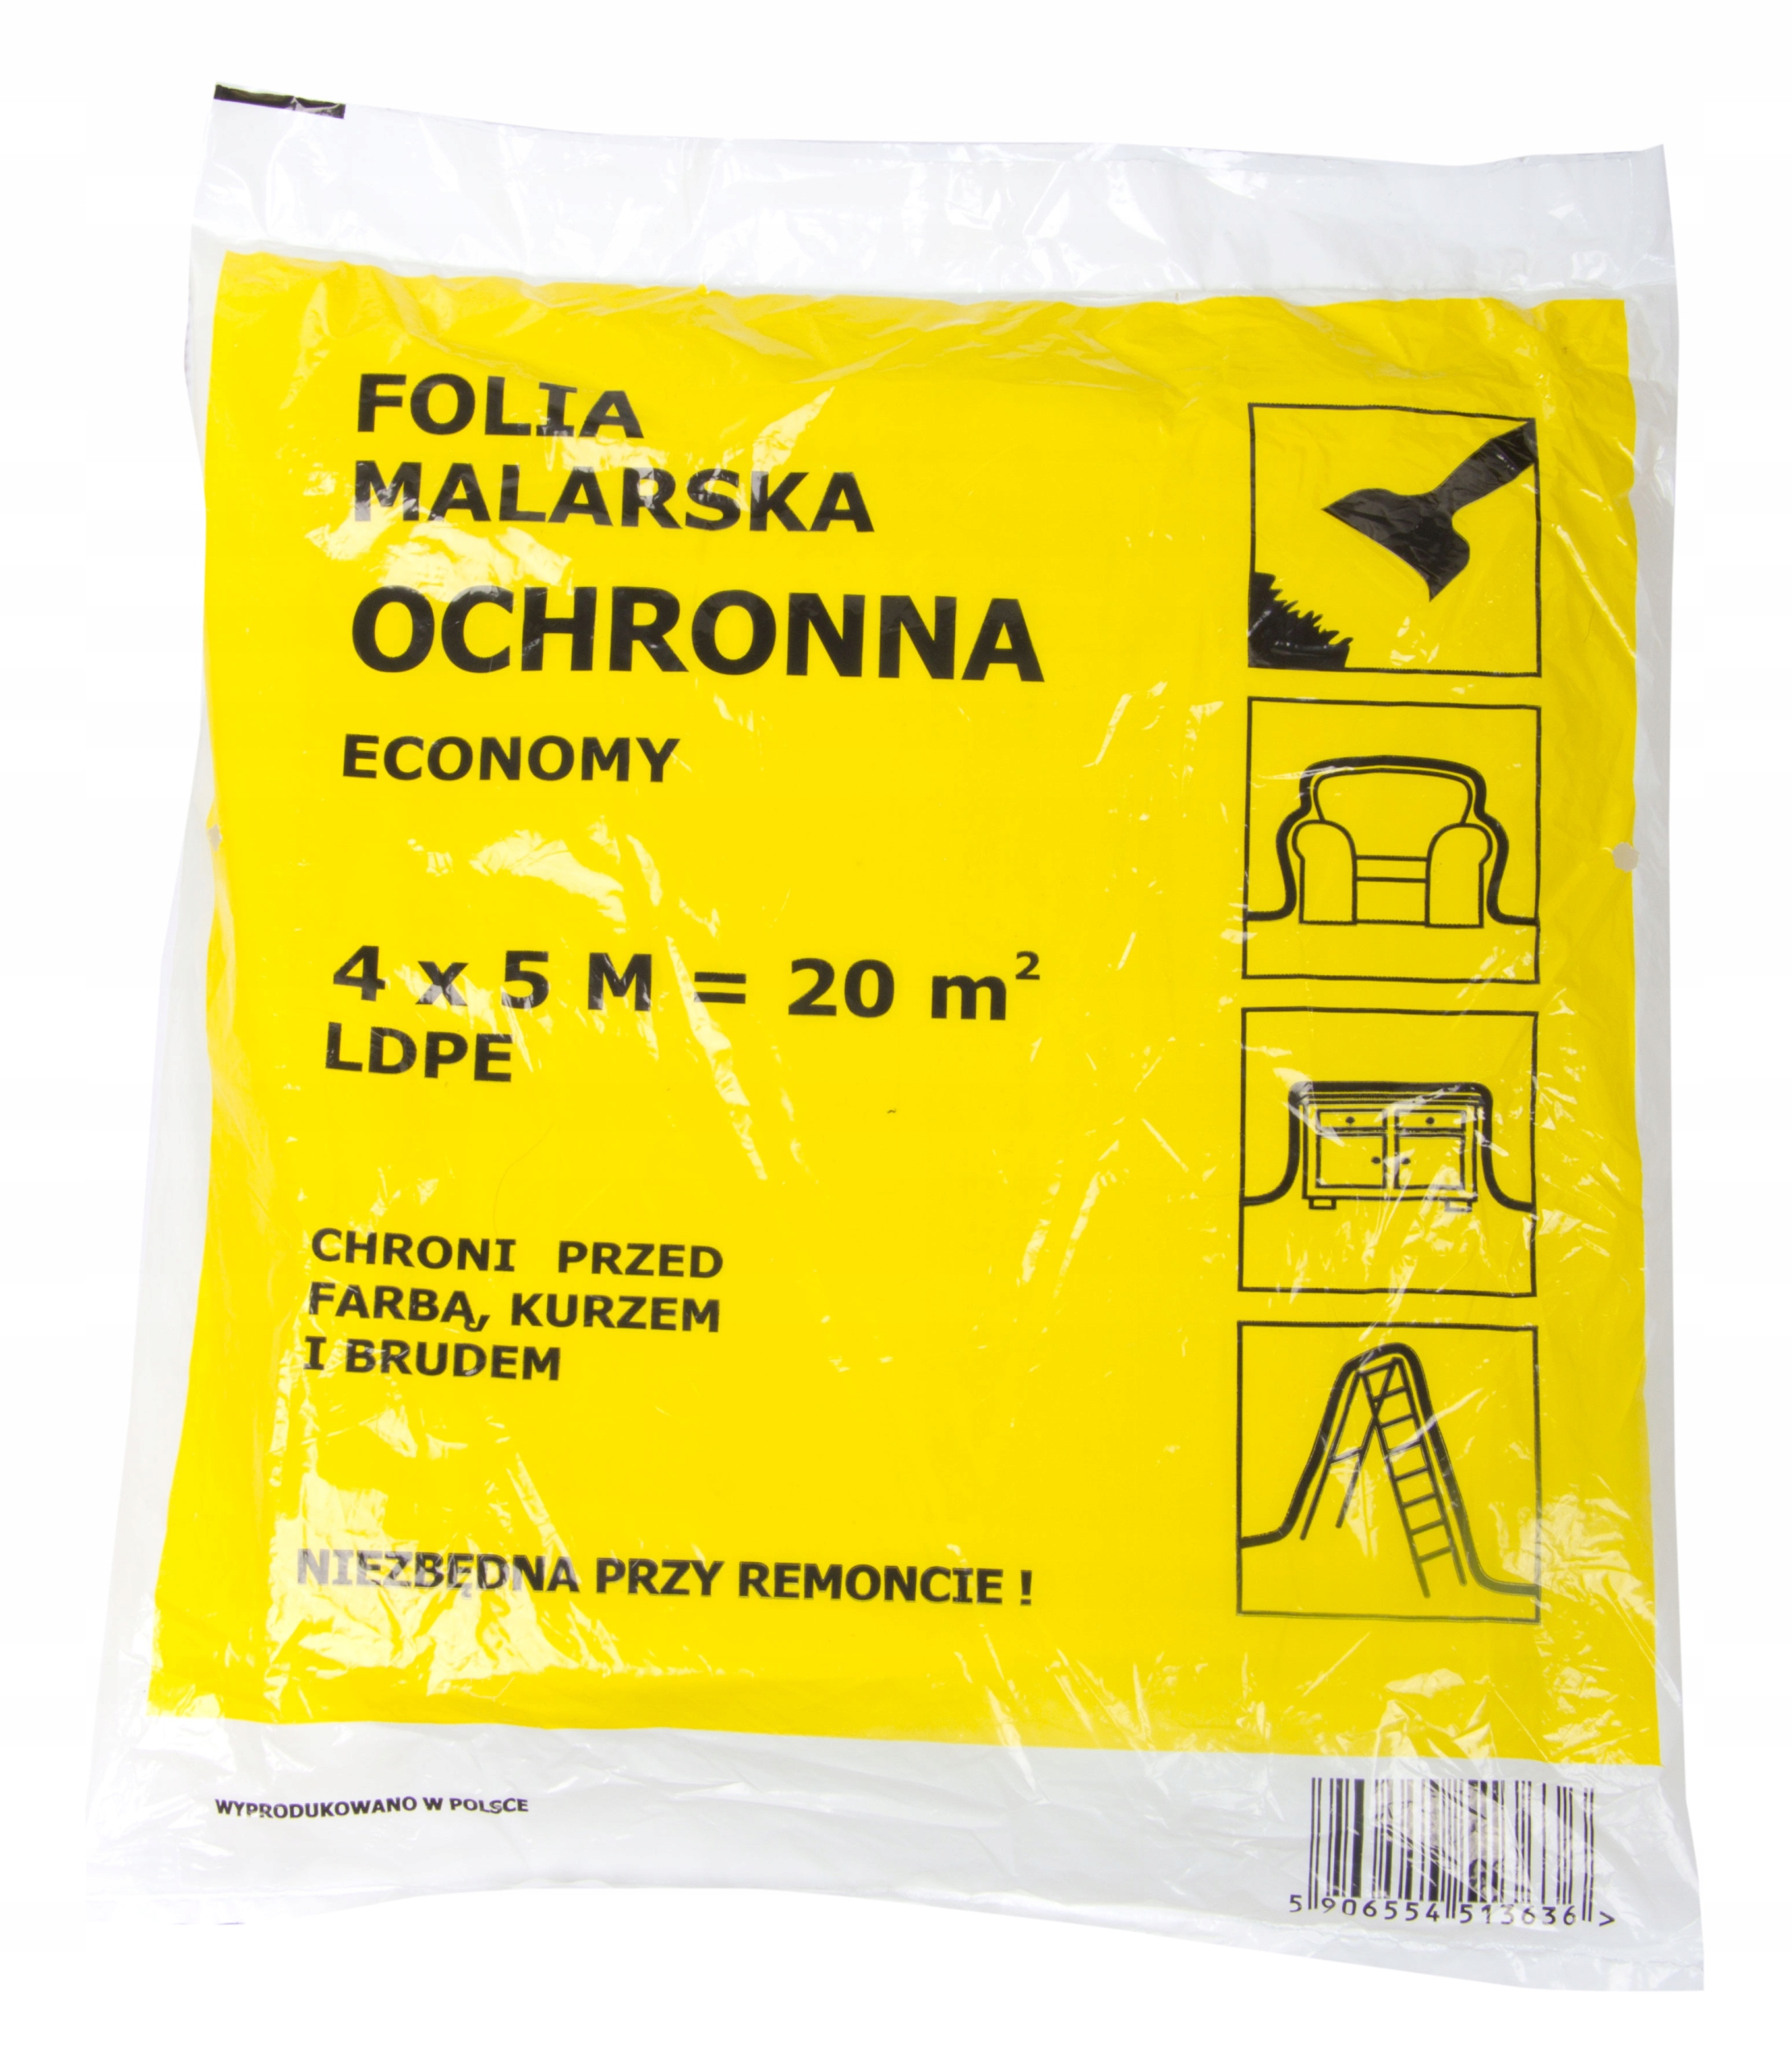 FOLIA
MALARSKA
OCHRONNA
ECONOMY
4 x 5 M = 20 m²
LDPE
CHRONI PRZED
FARBĄ, KURZEM
I BRUDEM
NIEZBĘDNA PRZY REMONCIE !
WYPRODUKOWANO W POLSCE
5 906554 513636 >